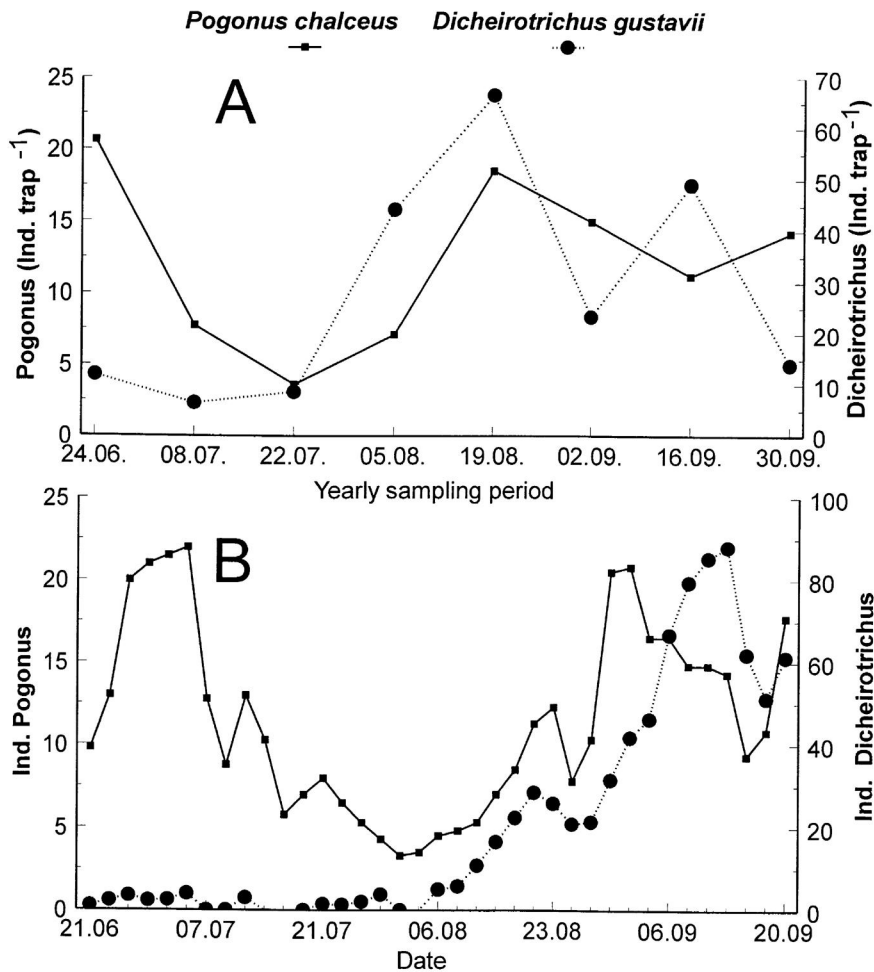 Pogonus chalceus Dicheirotrichus gustavii
A
25
20
15
10
5
0
Pogonus (Ind. trap -1)
70
60
50
40
30
20
10
0
Dicheirotrichus (Ind. trap -1)
24.06. 08.07. 22.07. 05.08. 19.08. 02.09. 16.09. 30.09.
Yearly sampling period
B
25
20
15
10
5
0
Ind. Pogonus
100
80
60
40
20
0
Ind. Dicheirotrichus
21.06 07.07 21.07 06.08 23.08 06.09 20.09
Date